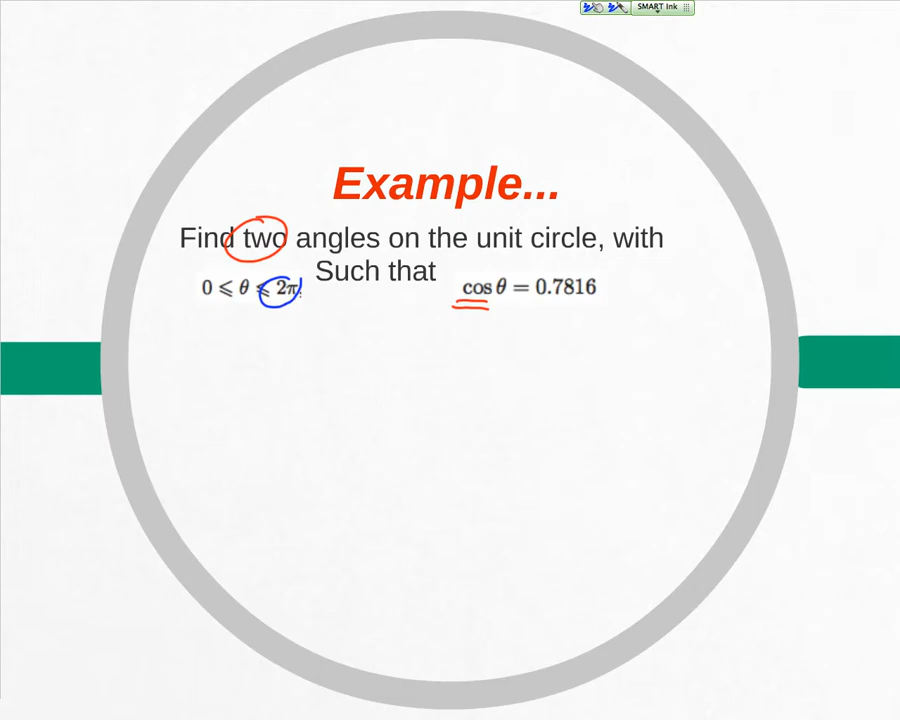 SMART Ink
Example...
Find two angles on the unit circle, with
0 ⩽ θ ⩽ 2π Such that cos θ = 0.7816